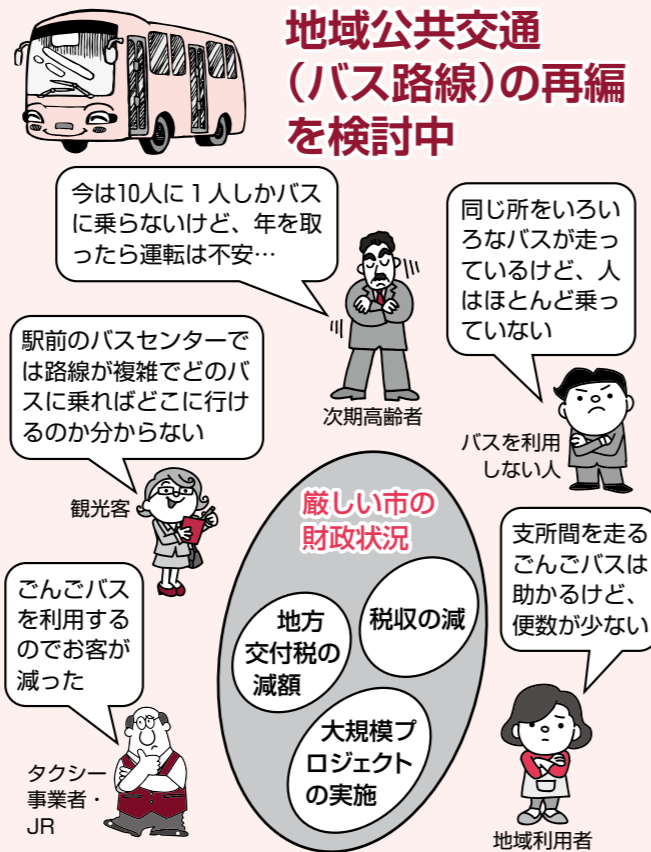 地域公共交通
（バス路線）の再編
を検討中
今は10人に１人しかバス
に乗らないけど、年を取
ったら運転は不安…
次期高齢者
同じ所をいろい
ろなバスが走っ
ているけど、人
はほとんど乗っ
ていない
バスを利用
しない人
駅前のバスセンターで
は路線が複雑でどのバ
スに乗ればどこに行け
るのか分からない
観光客
厳しい市の
財政状況
地方
交付税の
減額
税収の減
大規模プ
ロジェクト
の実施
支所間を走る
ごんごバスは
助かるけど、
便数が少ない
地域利用者
ごんごバス
を利用する
のでお客が
減った
タクシー
事業者・
JR